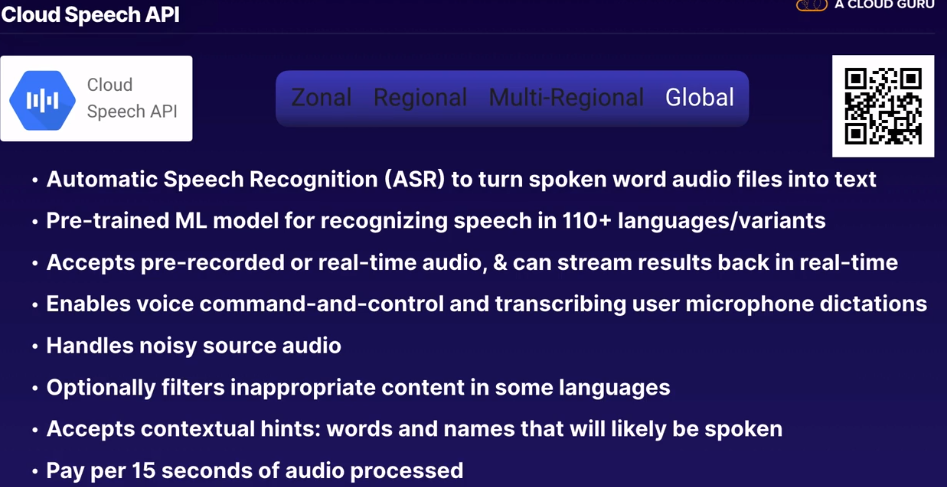 Cloud Speech API
A CLOUD GURU
Cloud
Speech API
Zonal Regional Multi-Regional Global
• Automatic Speech Recognition (ASR) to turn spoken word audio files into text
• Pre-trained ML model for recognizing speech in 110+ languages/variants
• Accepts pre-recorded or real-time audio, & can stream results back in real-time
• Enables voice command-and-control and transcribing user microphone dictations
• Handles noisy source audio
• Optionally filters inappropriate content in some languages
• Accepts contextual hints: words and names that will likely be spoken
• Pay per 15 seconds of audio processed